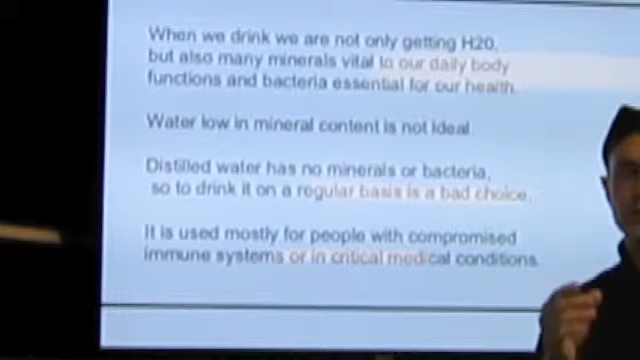 When we drink we are not only getting H20,
but also many minerals vital to our daily body
functions and bacteria essential for our health.
Water low in mineral content is not ideal
Distilled water has no minerals or bacteria,
so to drink it on a regular basis is a bad choice.
It is used mostly for people with compromised
immune systems or in critical medical conditions.